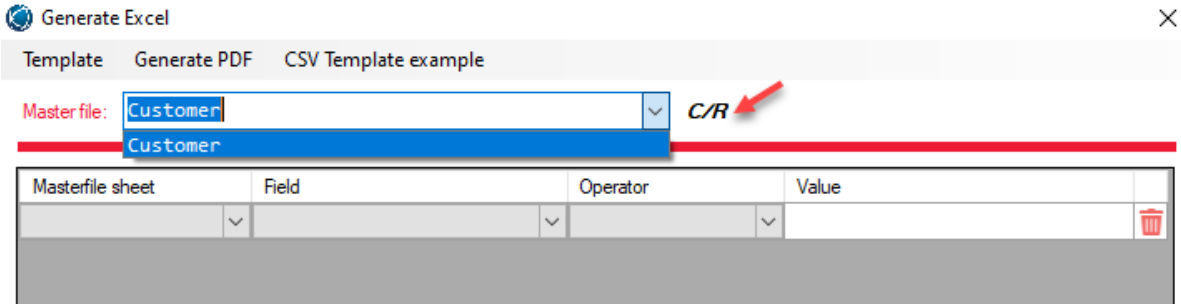 Generate Excel
Template Generate PDF CSV Template example
Master file: Customer C/R
Customer
Masterfile sheet Field Operator Value